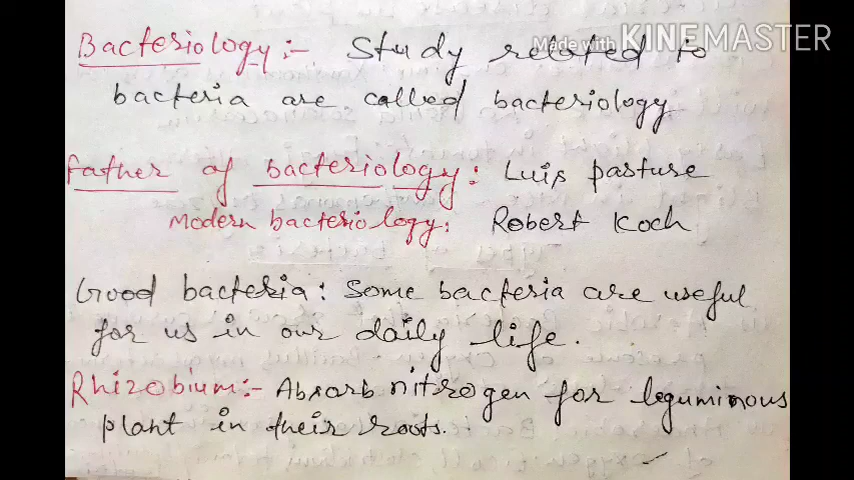 Made with KINEMASTER
Bacteriology:- Study related to
bacteria are called bacteriology
Father of bacteriology: Luis pasture
Modern bacteriology: Robert Koch
Good bacteria: Some bacteria are useful
for us in our daily life.
Rhizobium:- Absorb nitrogen for leguminous
plant in their roots.